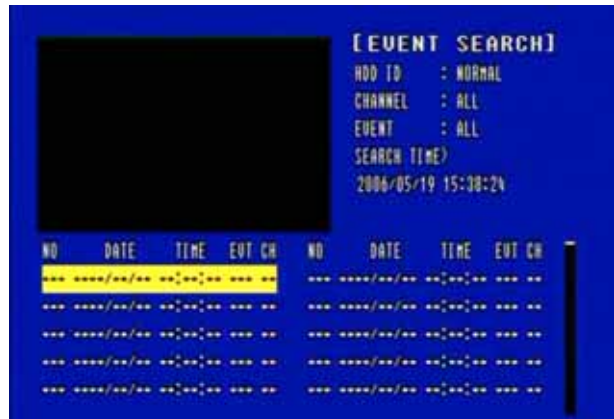 [EVENT SEARCH]
HDD ID : NORMAL
CHANNEL : ALL
EVENT : ALL
SEARCH TIME>
2006/05/19 15:38:24
NO DATE TIME EVT CH NO DATE TIME EVT CH
--- ----/--/-- --:--:-- --- -- --- ----/--/-- --:--:-- --- --
--- ----/--/-- --:--:-- --- -- --- ----/--/-- --:--:-- --- --
--- ----/--/-- --:--:-- --- -- --- ----/--/-- --:--:-- --- --
--- ----/--/-- --:--:-- --- -- --- ----/--/-- --:--:-- --- --
--- ----/--/-- --:--:-- --- -- --- ----/--/-- --:--:-- --- --